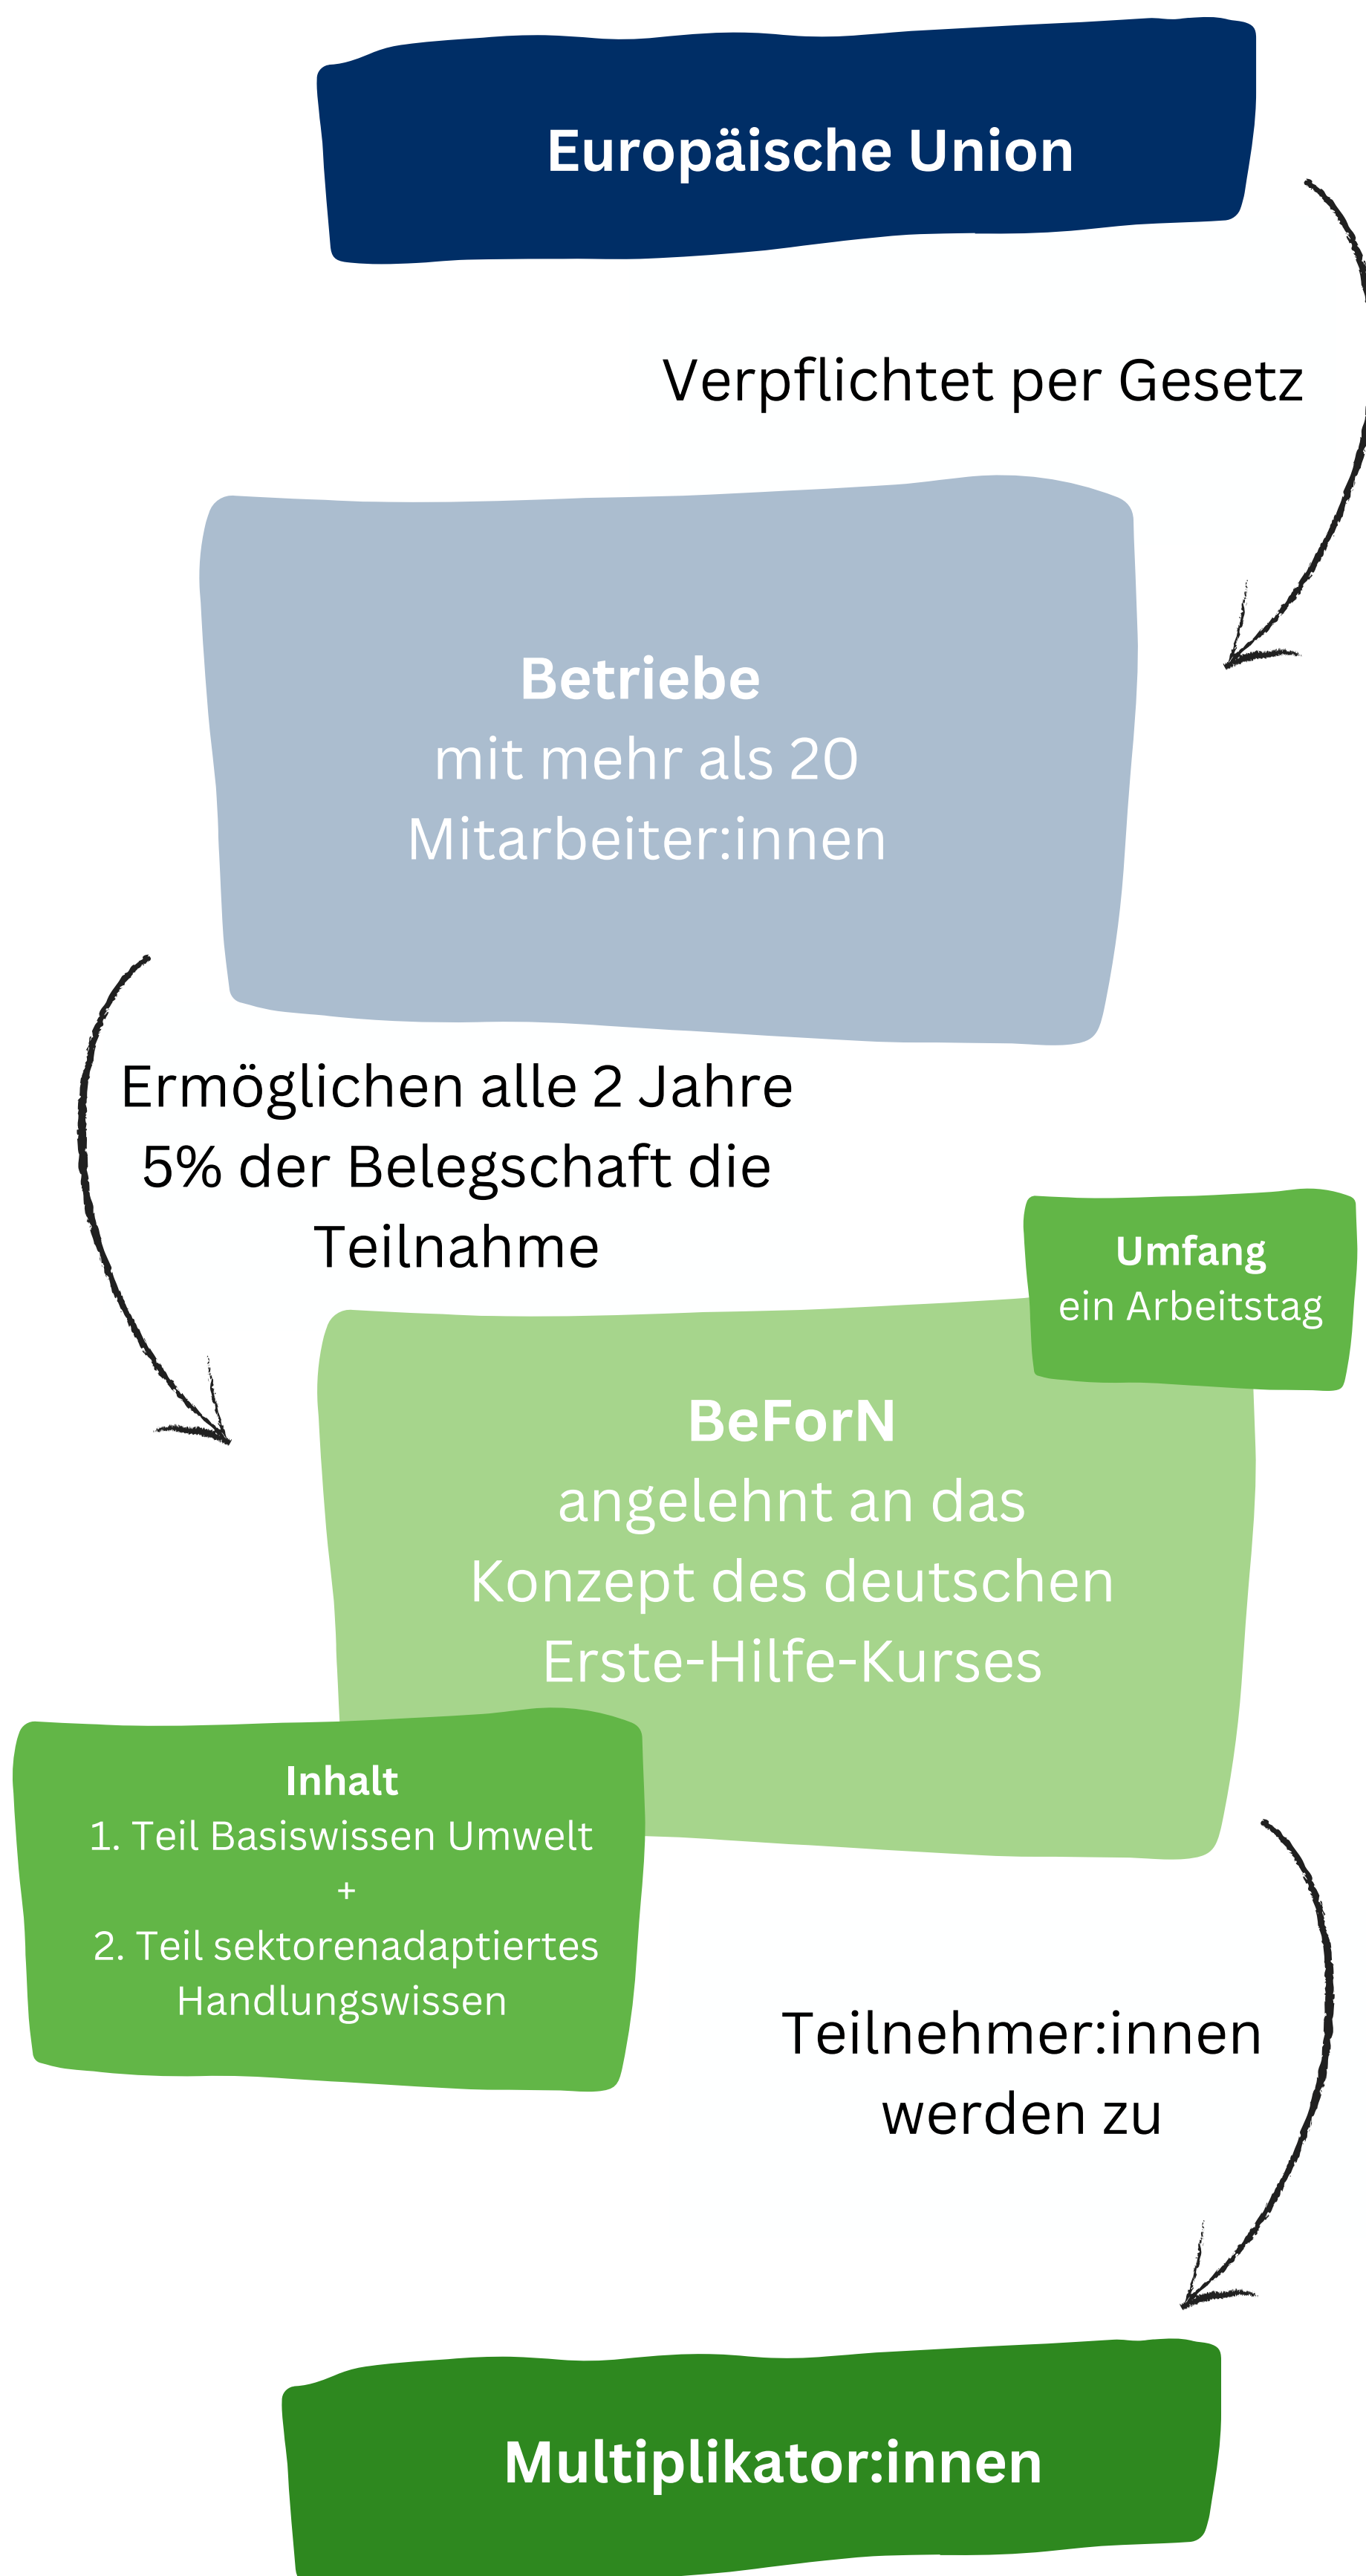 Europäische Union
Verpflichtet per Gesetz
Betriebe
mit mehr als 20
Mitarbeiter:innen
Ermöglichen alle 2 Jahre
5% der Belegschaft die
Teilnahme
Umfang
ein Arbeitstag
BeForN
angelehnt an das
Konzept des deutschen
Erste-Hilfe-Kurses
Inhalt
1. Teil Basiswissen Umwelt
+
2. Teil sektorenadaptiertes
Handlungswissen
Teilnehmer:innen
werden zu
Multiplikator:innen